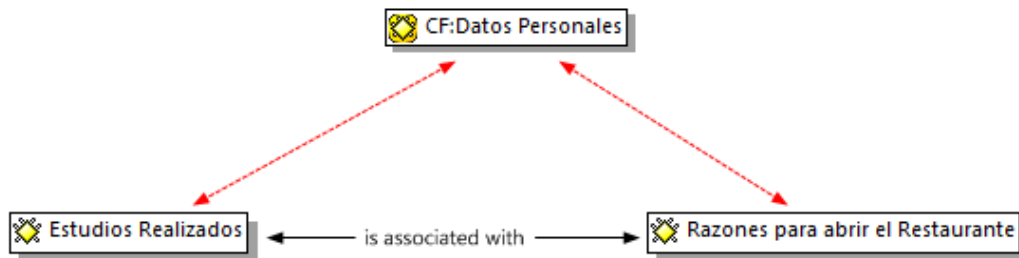 CF:Datos Personales
Estudios Realizados
is associated with
Razones para abrir el Restaurante